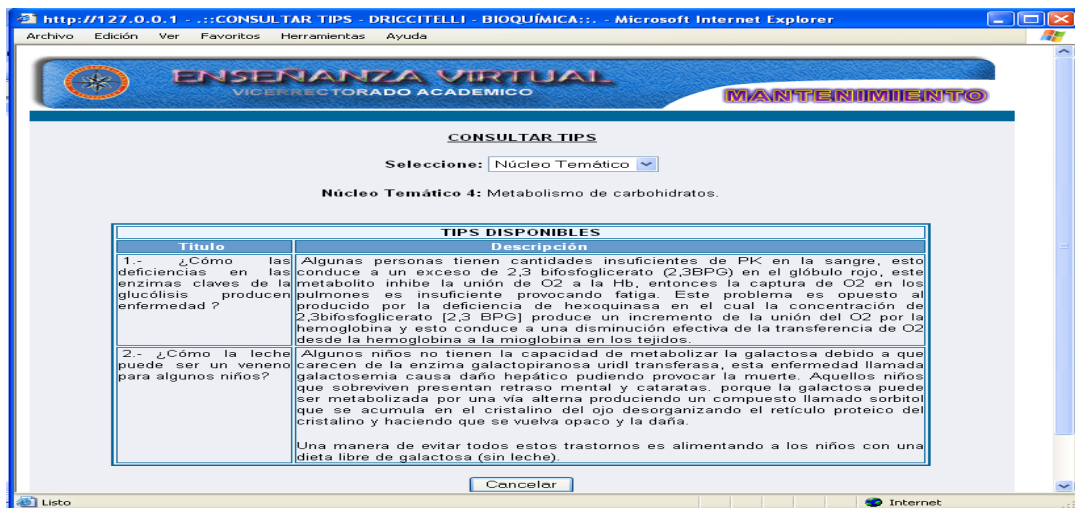 http://127.0.0.1 - .::CONSULTAR TIPS - DRICCITELLI - BIOQUÍMICA::. - Microsoft Internet Explorer
Archivo Edición Ver Favoritos Herramientas Ayuda
ENSEÑANZA VIRTUAL
VICERRECTORADO ACADEMICO
MANTENIMIENTO
CONSULTAR TIPS
Seleccione: Núcleo Temático
Núcleo Temático 4: Metabolismo de carbohidratos.
TIPS DISPONIBLES
Título Descripción
1.- ¿Cómo las
deficiencias en las
enzimas claves de la
glucólisis producen
enfermedad ?
Algunas personas tienen cantidades insuficientes de PK en la sangre, esto
conduce a un exceso de 2,3 bifosfoglicerato (2,3BPG) en el glóbulo rojo, este
metabolito inhibe la unión de O2 a la Hb, entonces la captura de O2 en los
pulmones es insuficiente provocando fatiga. Este problema es opuesto al
producido por la deficiencia de hexoquinasa en el cual la concentración de
2,3bifosfoglicerato [2,3 BPG] produce un incremento de la unión del O2 por la
hemoglobina y esto conduce a una disminución efectiva de la transferencia de O2
desde la hemoglobina a la mioglobina en los tejidos.
2.- ¿Cómo la leche
puede ser un veneno
para algunos niños?
Algunos niños no tienen la capacidad de metabolizar la galactosa debido a que
carecen de la enzima galactopiranosa uridl transferasa, esta enfermedad llamada
galactosemia causa daño hepático pudiendo provocar la muerte. Aquellos niños
que sobreviven presentan retraso mental y cataratas. porque la galactosa puede
ser metabolizada por una vía alterna produciendo un compuesto llamado sorbitol
que se acumula en el cristalino del ojo desorganizando el retículo proteico del
cristalino y haciendo que se vuelva opaco y la daña.
Una manera de evitar todos estos trastornos es alimentando a los niños con una
dieta libre de galactosa (sin leche).
Cancelar
Listo Internet